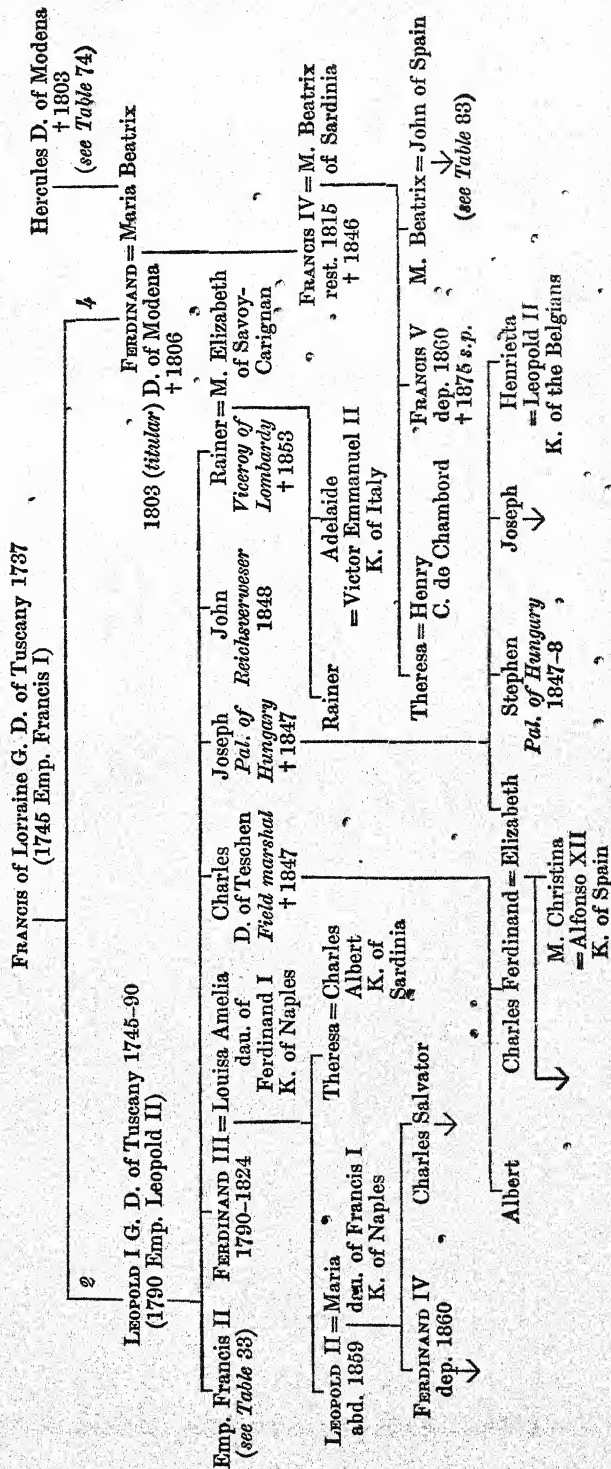 FRANCIS of Lorraine G. D. of Tuscany 1737
(1745 Emp. Francis I)
Hercules D. of Modena
† 1803
(see Table 74)
2
4
LEOPOLD I G. D. of Tuscany 1745-90
(1790 Emp. Leopold II)
FERDINAND = Maria Beatrix
1803 (titular) D. of Modena
† 1806
Emp. Francis II
(see Table 33)
FERDINAND III = Louisa Amelia
1790-1824
dau. of
Ferdinand I
K. of Naples
Charles
D. of Teschen
Field marshal
† 1847
Joseph
Pal. of
Hungary
† 1847
John
Reichsverweser
1848
Rainer = M. Elizabeth
Viceroy of
Lombardy
† 1853
of Savoy-
Carignan
FRANCIS IV = M. Beatrix
rest. 1815
† 1846
of Sardinia
LEOPOLD II = Maria
abd. 1859
dau. of Francis I
K. of Naples
Theresa = Charles
Albert
K. of
Sardinia
Rainer
Adelaide
= Victor Emmanuel II
K. of Italy
Theresa = Henry
C. de Chambord
FRANCIS V
dep. 1860
† 1875 s.p.
M. Beatrix = John of Spain
(see Table 83)
FERDINAND IV
dep. 1860
Charles Salvator
Albert
Charles Ferdinand = Elizabeth
Stephen
Pal. of Hungary
1847-8
Joseph
Henrietta
= Leopold II
K. of the Belgians
M. Christina
= Alfonso XII
K. of Spain